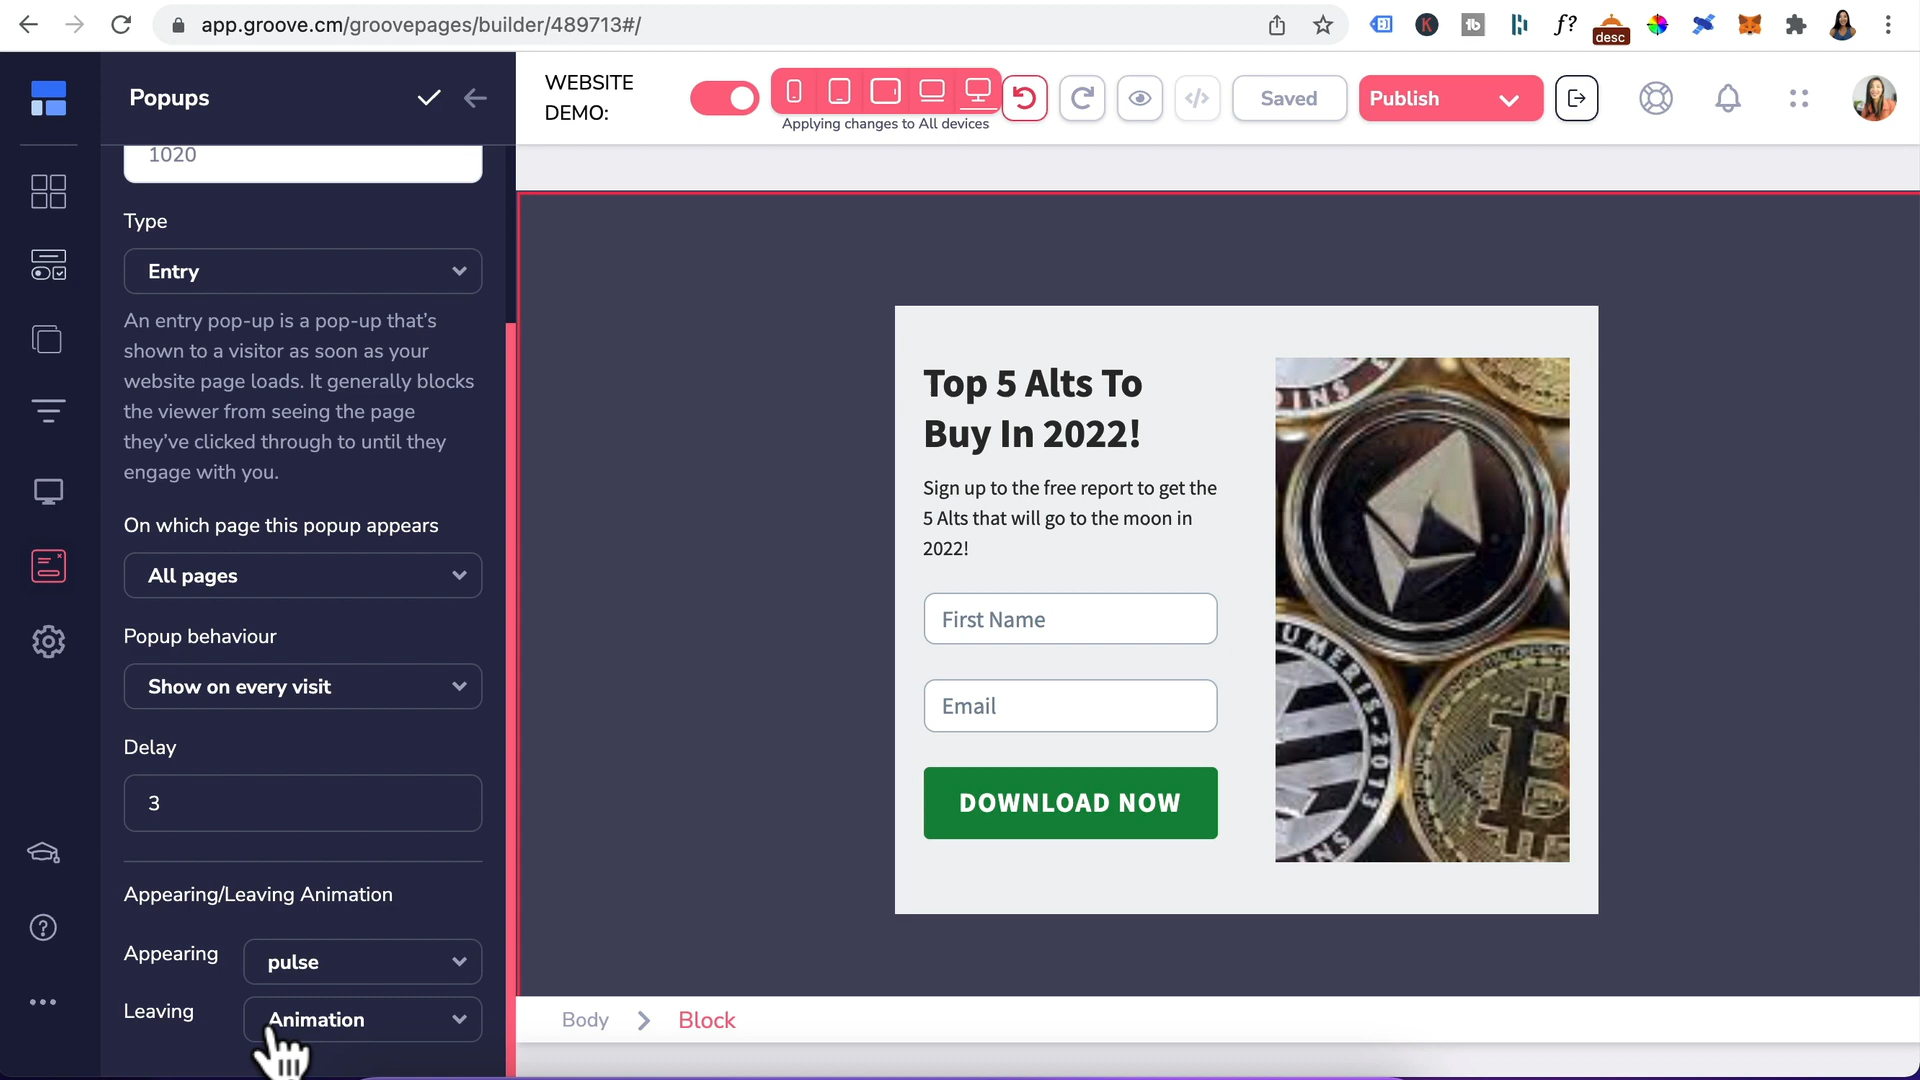 app.groove.cm/groovepages/builder/489713#/
desc
Popups
WEBSITE
DEMO:
Applying changes to All devices
Saved
Publish
1020
Type
Entry
An entry pop-up is a pop-up that's
shown to a visitor as soon as your
website page loads. It generally blocks
the viewer from seeing the page
they've clicked through to until they
engage with you.
On which page this popup appears
All pages
Popup behaviour
Show on every visit
Delay
3
Appearing/Leaving Animation
Appearing
pulse
Leaving
Animation
Top 5 Alts To
Buy In 2022!
Sign up to the free report to get the
5 Alts that will go to the moon in
2022!
First Name
Email
DOWNLOAD NOW
Body
Block